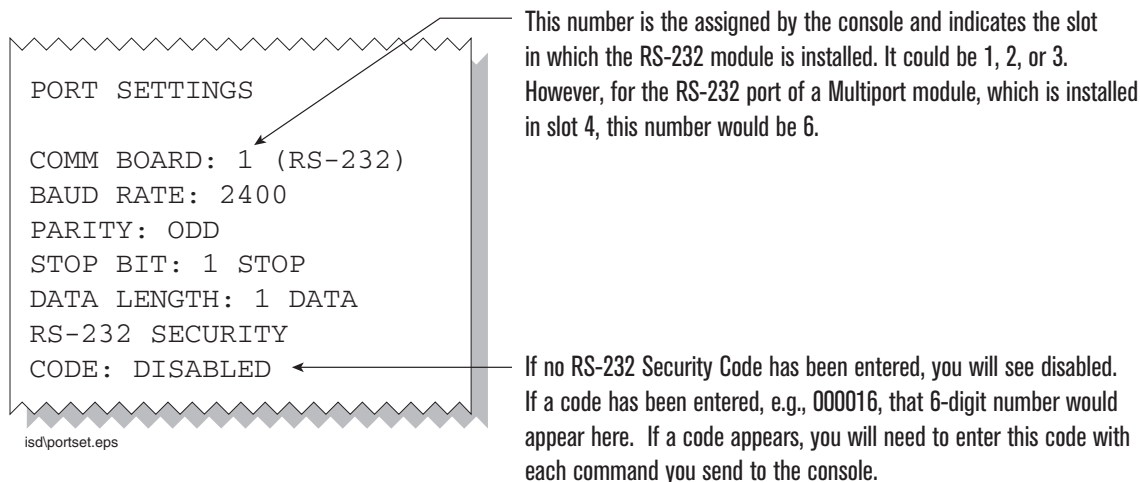 This number is the assigned by the console and indicates the slot
in which the RS-232 module is installed. It could be 1, 2, or 3.
However, for the RS-232 port of a Multiport module, which is installed
in slot 4, this number would be 6.
PORT SETTINGS
COMM BOARD: 1 (RS-232)
BAUD RATE: 2400
PARITY: ODD
STOP BIT: 1 STOP
DATA LENGTH: 1 DATA
RS-232 SECURITY
CODE: DISABLED
If no RS-232 Security Code has been entered, you will see disabled.
If a code has been entered, e.g., 000016, that 6-digit number would
appear here. If a code appears, you will need to enter this code with
each command you send to the console.
isd\portset.eps